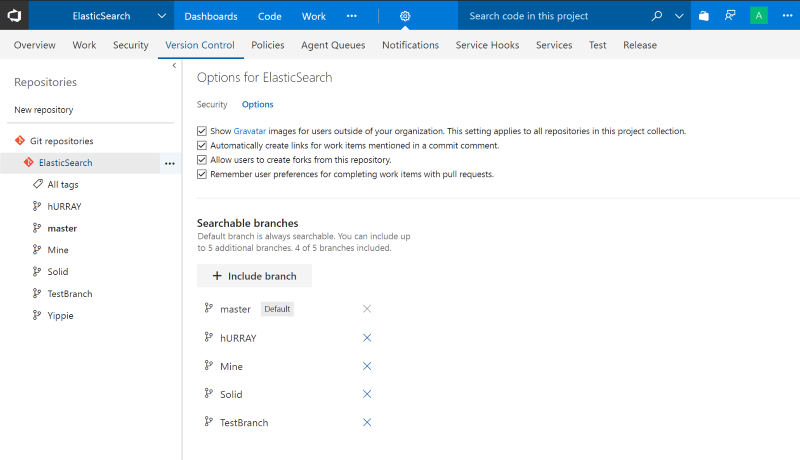 ElasticSearch
Dashboards Code Work ...
Search code in this project
A
...
Overview Work Security Version Control Policies Agent Queues Notifications Service Hooks Services Test Release
Repositories
New repository
Git repositories
ElasticSearch ...
All tags
hURRAY
master
Mine
Solid
TestBranch
Yippie
Options for ElasticSearch
Security Options
Show Gravatar images for users outside of your organization. This setting applies to all repositories in this project collection.
Automatically create links for work items mentioned in a commit comment.
Allow users to create forks from this repository.
Remember user preferences for completing work items with pull requests.
Searchable branches
Default branch is always searchable. You can include up
to 5 additional branches. 4 of 5 branches included.
+ Include branch
master Default
hURRAY
Mine
Solid
TestBranch